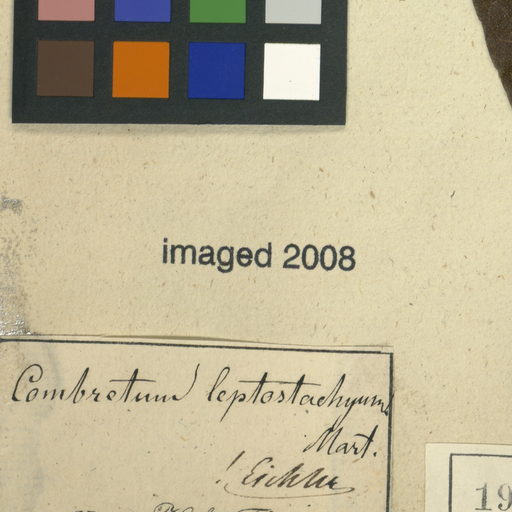 imaged 2008
Combretum leptostachyum
Mart.
! Eichler
19